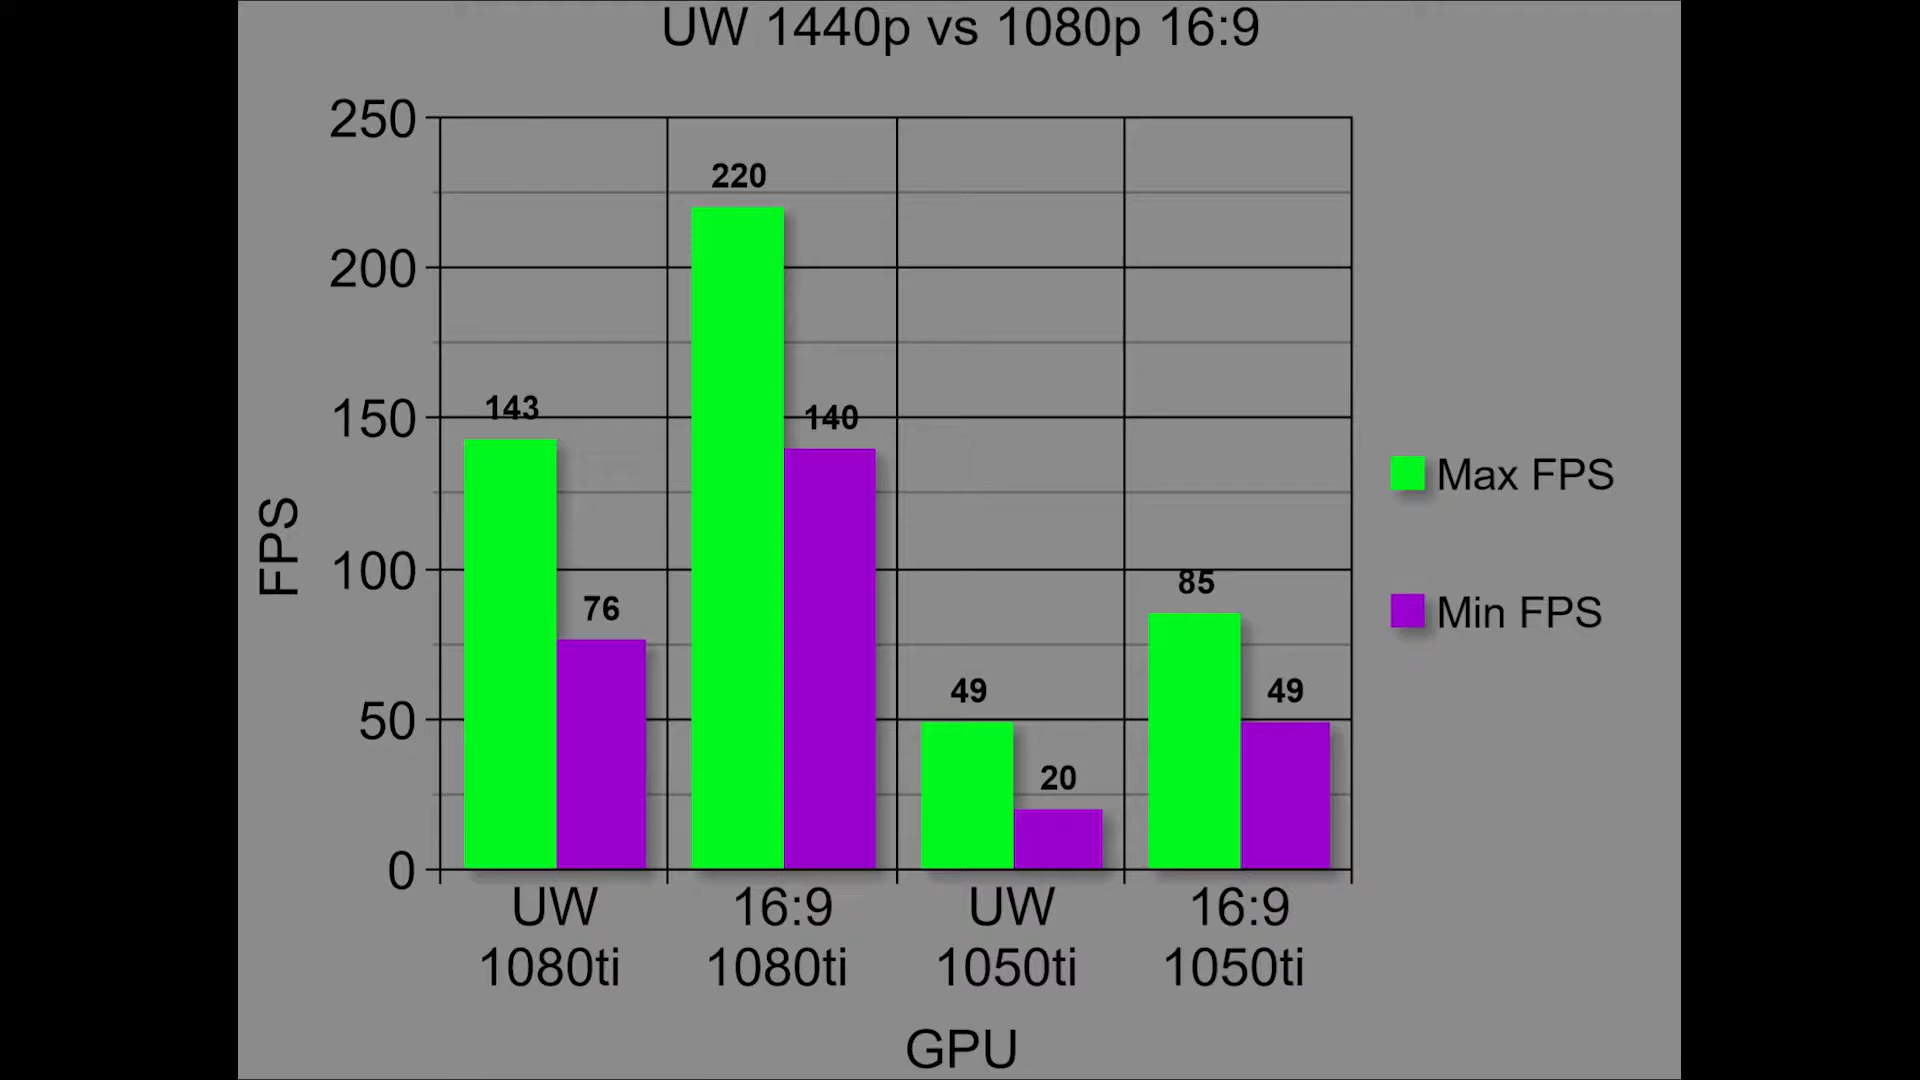 UW 1440p vs 1080p 16:9
250
200
150
100
50
0
FPS
143
76
220
140
49
20
85
49
UW
1080ti
16:9
1080ti
UW
1050ti
16:9
1050ti
GPU
Max FPS
Min FPS